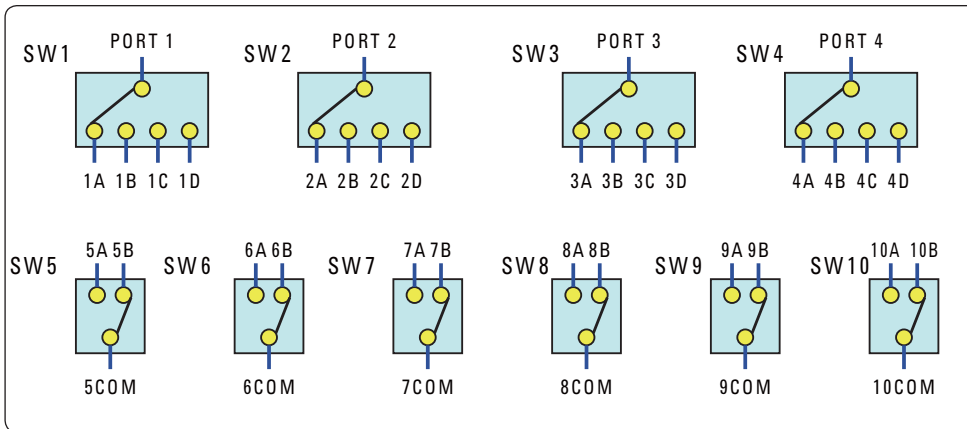 SW1 PORT 1 SW2 PORT 2 SW3 PORT 3 SW4 PORT 4
1A 1B 1C 1D 2A 2B 2C 2D 3A 3B 3C 3D 4A 4B 4C 4D
SW5 5A 5B SW6 6A 6B SW7 7A 7B SW8 8A 8B SW9 9A 9B SW10 10A 10B
5COM 6COM 7COM 8COM 9COM 10COM